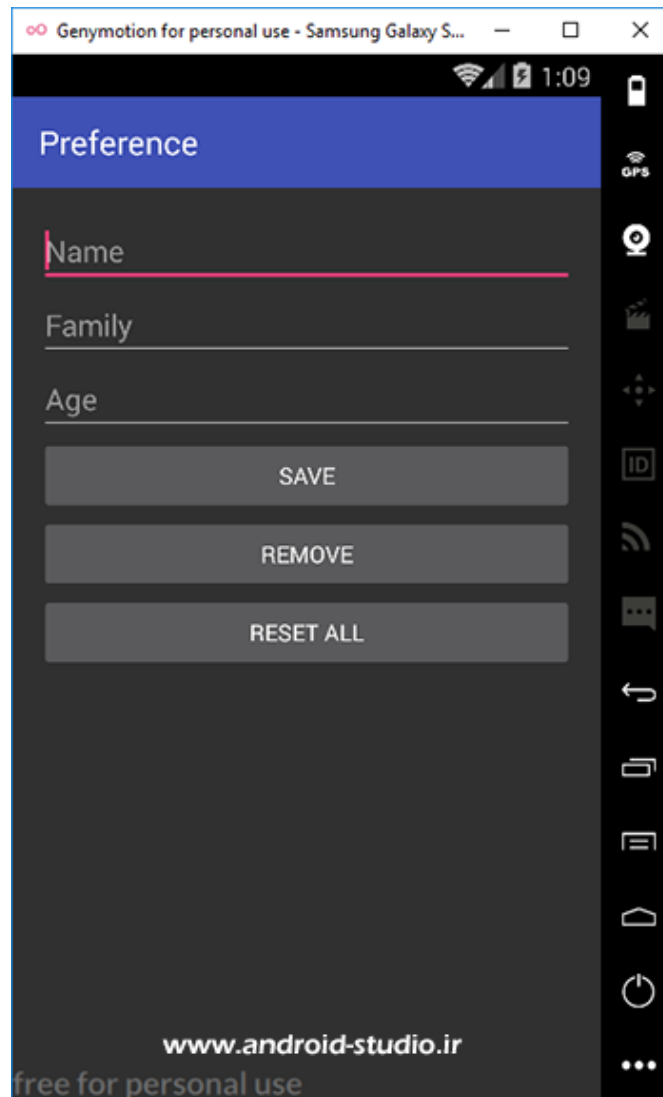 Genymotion for personal use - Samsung Galaxy S...
1:09
Preference
GPS
Name
Family
Age
ID
SAVE
REMOVE
RESET ALL
www.android-studio.ir
free for personal use